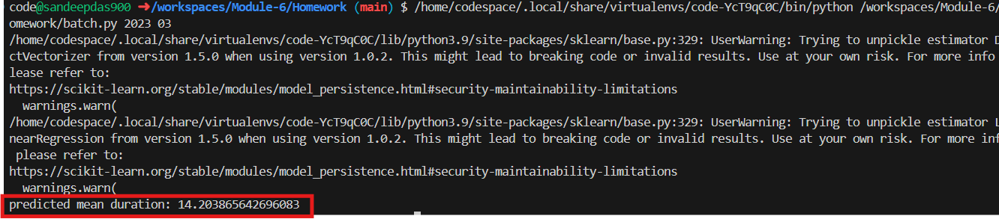 code@sandeepdas900 ➜/workspaces/Module-6/Homework (main) $ /home/codespace/.local/share/virtualenvs/code-YcT9qC0C/bin/python /workspaces/Module-6/
omework/batch.py 2023 03
/home/codespace/.local/share/virtualenvs/code-YcT9qC0C/lib/python3.9/site-packages/sklearn/base.py:329: UserWarning: Trying to unpickle estimator D
ctVectorizer from version 1.5.0 when using version 1.0.2. This might lead to breaking code or invalid results. Use at your own risk. For more info
lease refer to:
https://scikit-learn.org/stable/modules/model_persistence.html#security-maintainability-limitations
warnings.warn(
/home/codespace/.local/share/virtualenvs/code-YcT9qC0C/lib/python3.9/site-packages/sklearn/base.py:329: UserWarning: Trying to unpickle estimator L
nearRegression from version 1.5.0 when using version 1.0.2. This might lead to breaking code or invalid results. Use at your own risk. For more inf
please refer to:
https://scikit-learn.org/stable/modules/model_persistence.html#security-maintainability-limitations
warnings.warn(
predicted mean duration: 14.203865642696083